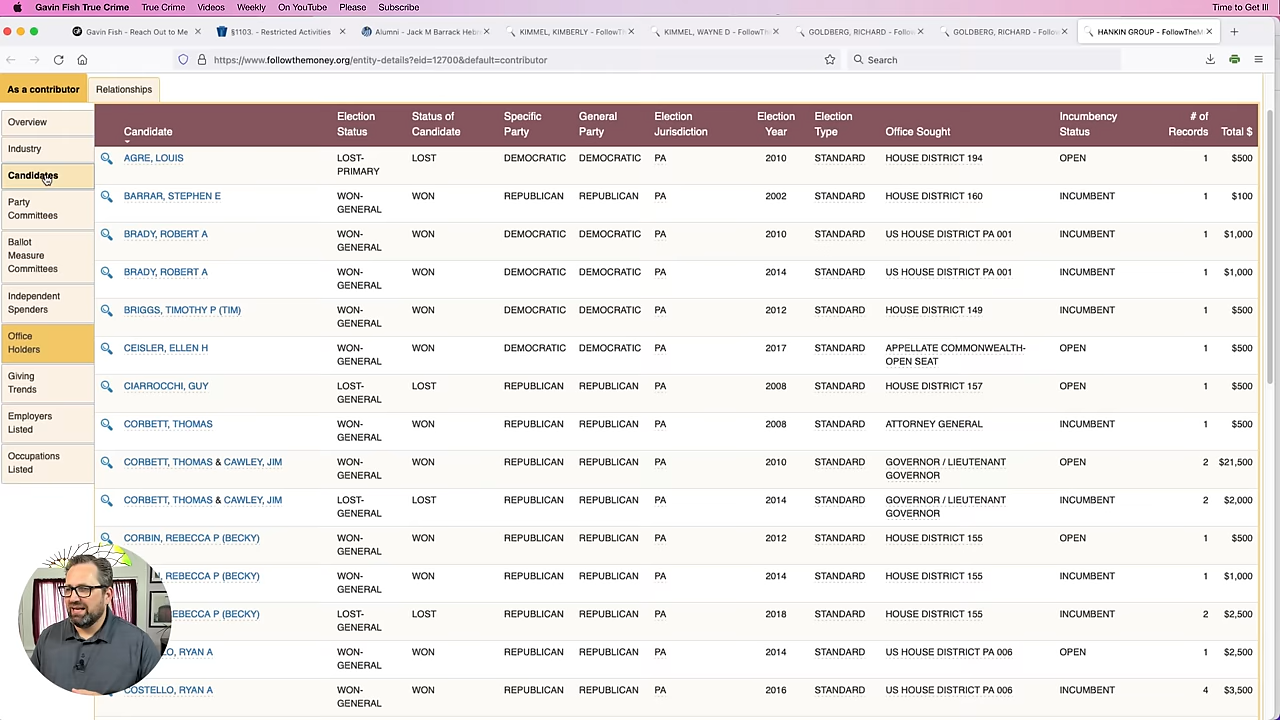 Gavin Fish True Crime True Crime Videos Weekly On YouTube Please Subscribe Time to Get Ill
Gavin Fish - Reach Out to Me
§1103. - Restricted Activities
Alumni - Jack M Barrack Heb
KIMMEL, KIMBERLY - FollowT
KIMMEL, WAYNE D - FollowTh
GOLDBERG, RICHARD - Follow
GOLDBERG, RICHARD - Follow
HANKIN GROUP - FollowTheM
https://www.followthemoney.org/entity-details?eid=12700&default=contributor
Search
As a contributor
Relationships
Overview
Industry
Candidates
Party
Committees
Ballot
Measure
Committees
Independent
Spenders
Office
Holders
Giving
Trends
Employers
Listed
Occupations
Listed
Candidate Election Status Status of Candidate Specific Party General Party Election Jurisdiction Election Year Election Type Office Sought Incumbency Status # of Records Total $
AGRE, LOUIS LOST-PRIMARY LOST DEMOCRATIC DEMOCRATIC PA 2010 STANDARD HOUSE DISTRICT 194 OPEN 1 $500
BARRAR, STEPHEN E WON-GENERAL WON REPUBLICAN REPUBLICAN PA 2002 STANDARD HOUSE DISTRICT 160 INCUMBENT 1 $100
BRADY, ROBERT A WON-GENERAL WON DEMOCRATIC DEMOCRATIC PA 2010 STANDARD US HOUSE DISTRICT PA 001 INCUMBENT 1 $1,000
BRADY, ROBERT A WON-GENERAL WON DEMOCRATIC DEMOCRATIC PA 2014 STANDARD US HOUSE DISTRICT PA 001 INCUMBENT 1 $1,000
BRIGGS, TIMOTHY P (TIM) WON-GENERAL WON DEMOCRATIC DEMOCRATIC PA 2012 STANDARD HOUSE DISTRICT 149 INCUMBENT 1 $500
CEISLER, ELLEN H WON-GENERAL WON DEMOCRATIC DEMOCRATIC PA 2017 STANDARD APPELLATE COMMONWEALTH-OPEN SEAT OPEN 1 $500
CIARROCCHI, GUY LOST-GENERAL LOST REPUBLICAN REPUBLICAN PA 2008 STANDARD HOUSE DISTRICT 157 OPEN 1 $500
CORBETT, THOMAS WON-GENERAL WON REPUBLICAN REPUBLICAN PA 2008 STANDARD ATTORNEY GENERAL INCUMBENT 1 $500
CORBETT, THOMAS & CAWLEY, JIM WON-GENERAL WON REPUBLICAN REPUBLICAN PA 2010 STANDARD GOVERNOR / LIEUTENANT GOVERNOR OPEN 2 $21,500
CORBETT, THOMAS & CAWLEY, JIM LOST-GENERAL LOST REPUBLICAN REPUBLICAN PA 2014 STANDARD GOVERNOR / LIEUTENANT GOVERNOR INCUMBENT 2 $2,000
CORBIN, REBECCA P (BECKY) WON-GENERAL WON REPUBLICAN REPUBLICAN PA 2012 STANDARD HOUSE DISTRICT 155 OPEN 1 $500
N, REBECCA P (BECKY) WON-GENERAL WON REPUBLICAN REPUBLICAN PA 2014 STANDARD HOUSE DISTRICT 155 INCUMBENT 1 $1,000
EBECCA P (BECKY) LOST-GENERAL LOST REPUBLICAN REPUBLICAN PA 2018 STANDARD HOUSE DISTRICT 155 INCUMBENT 2 $2,500
O, RYAN A WON-GENERAL WON REPUBLICAN REPUBLICAN PA 2014 STANDARD US HOUSE DISTRICT PA 006 OPEN 1 $2,500
COSTELLO, RYAN A WON-GENERAL WON REPUBLICAN REPUBLICAN PA 2016 STANDARD US HOUSE DISTRICT PA 006 INCUMBENT 4 $3,500